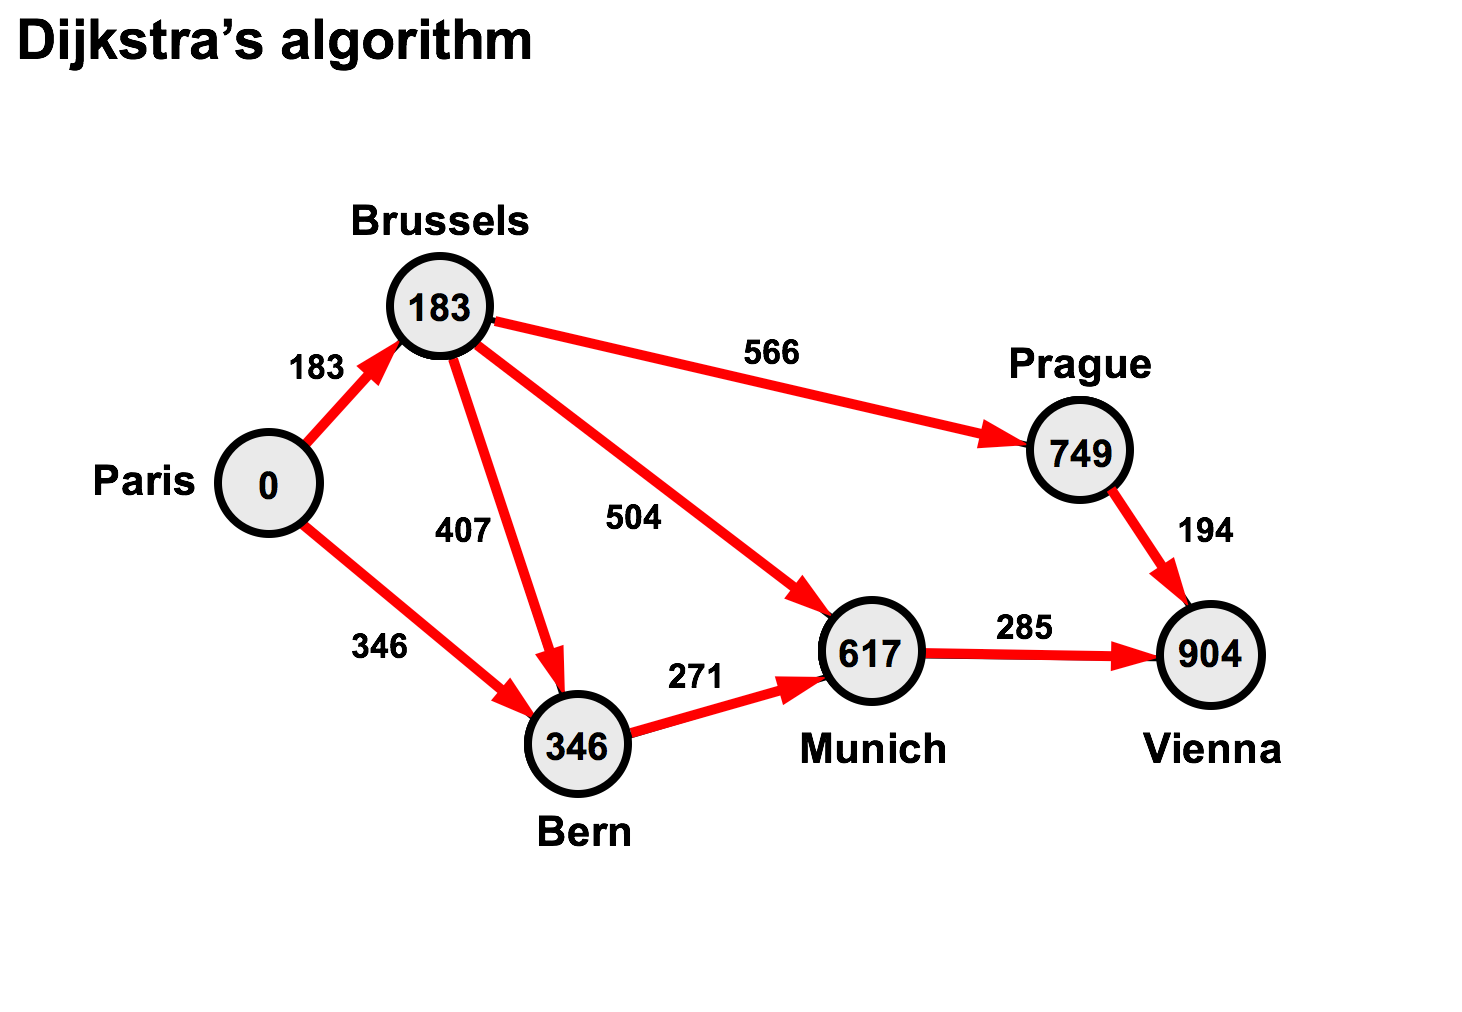 Dijkstra’s algorithm
Brussels
183
566
183
Prague
749
Paris
0
407
504
194
346
271
617
285
904
346
Munich
Vienna
Bern